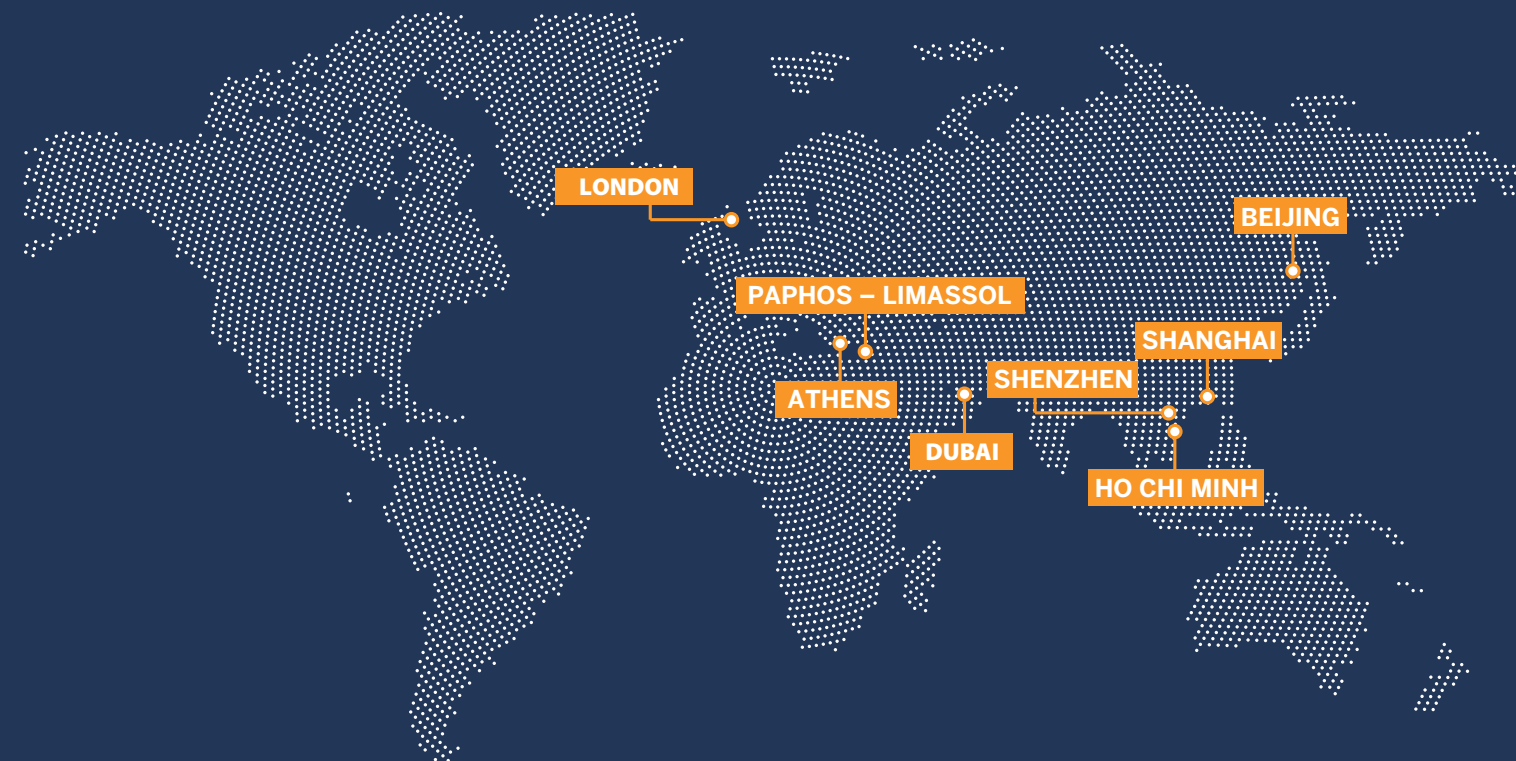 LONDON
BEIJING
PAPHOS – LIMASSOL
SHANGHAI
SHENZHEN
ATHENS
DUBAI
HO CHI MINH